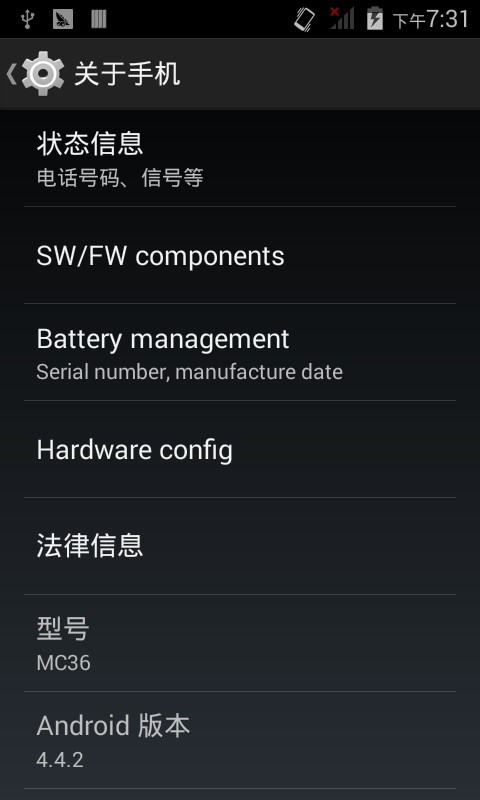 下午7:31
关于手机
状态信息
电话号码、信号等
SW/FW components
Battery management
Serial number, manufacture date
Hardware config
法律信息
型号
MC36
Android 版本
4.4.2